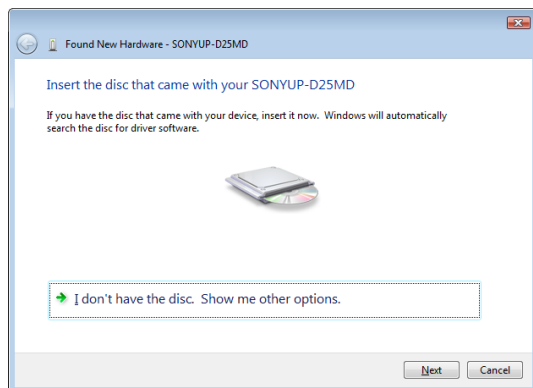 Found New Hardware - SONYUP-D25MD
Insert the disc that came with your SONYUP-D25MD
If you have the disc that came with your device, insert it now.  Windows will automatically
search the disc for driver software.
I don't have the disc.  Show me other options.
Next Cancel